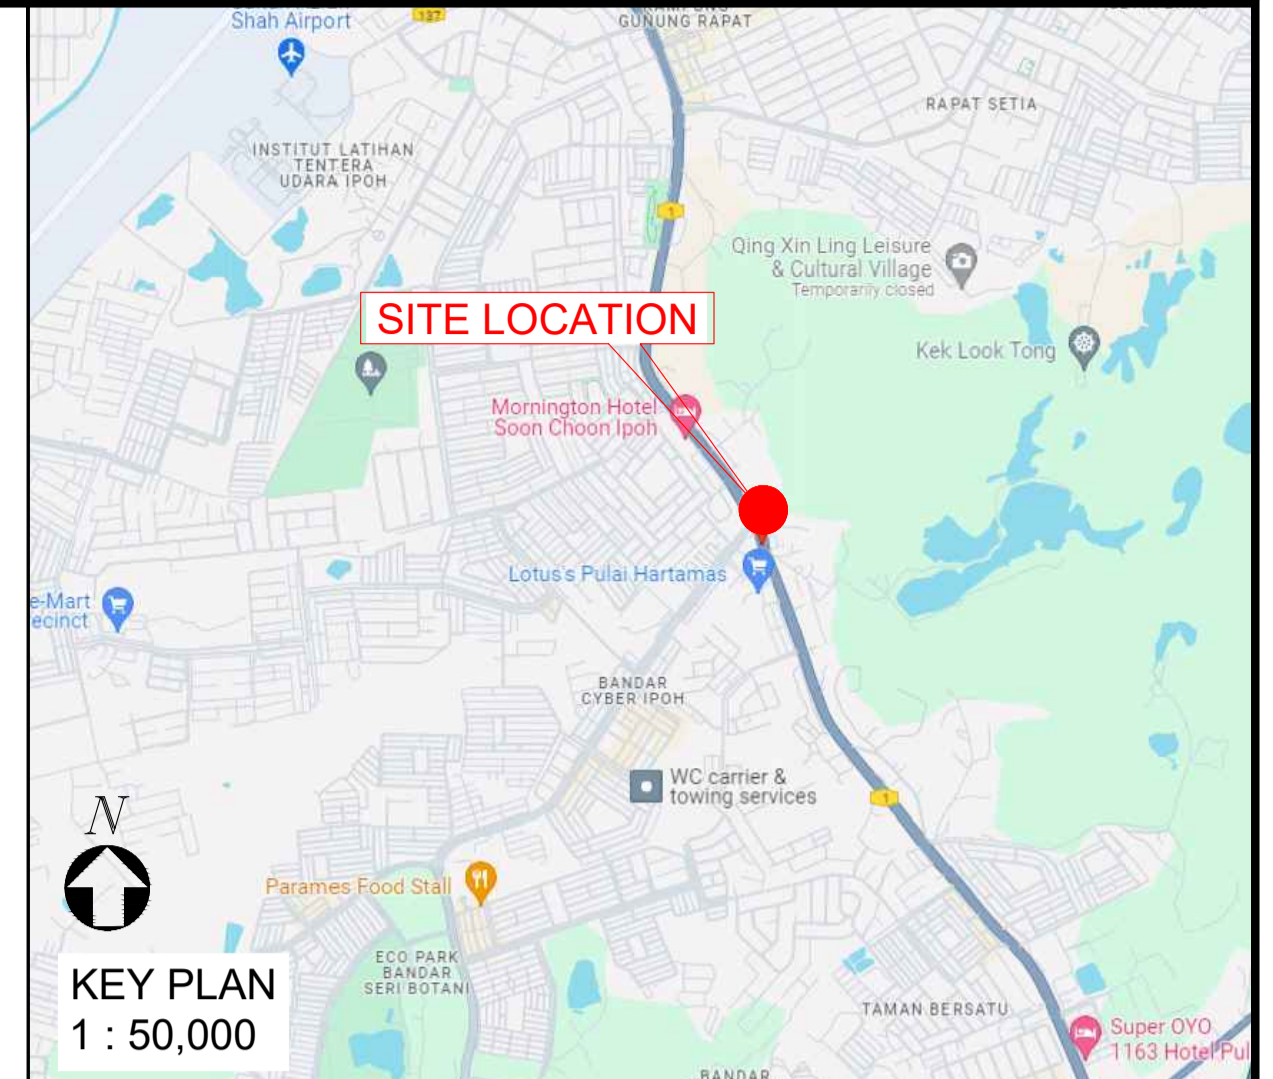 Shah Airport
137
GUNUNG RAPAT
RAPAT SETIA
INSTITUT LATIHAN
TENTERA
UDARA IPOH
1
Qing Xin Ling Leisure
& Cultural Village
Temporarily closed
SITE LOCATION
Kek Look Tong
Mornington Hotel
Soon Choon Ipoh
Lotus's Pulai Hartamas
e-Mart
ecinct
BANDAR
CYBER IPOH
WC carrier &
towing services
1
N
Parames Food Stall
ECO PARK
BANDAR
SERI BOTANI
KEY PLAN
1 : 50,000
TAMAN BERSATU
Super OYO
1163 Hotel Pul
BANDAR